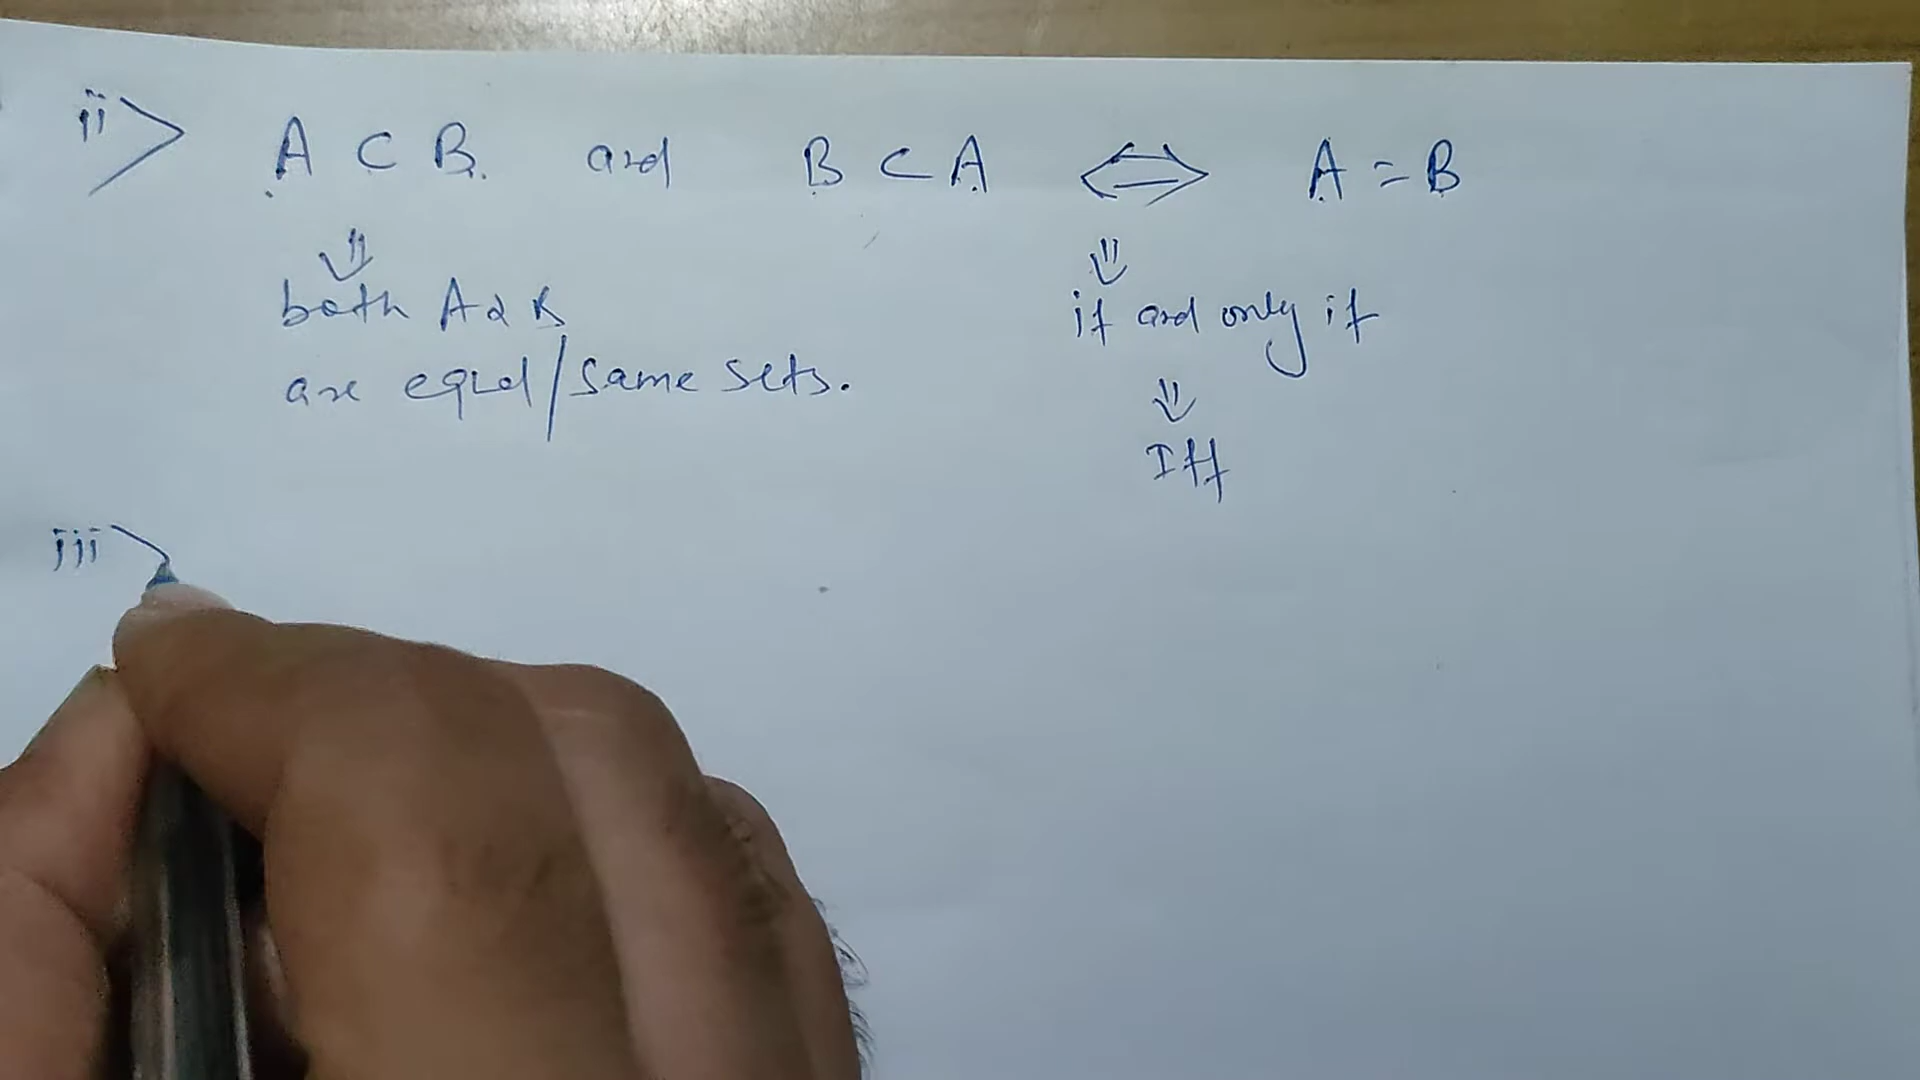 ii> A ⊂ B. and B ⊂ A ⇔ A = B
⇓ ⇓
both A & B if and only if
are equal/same sets. ⇓
Iff
iii>